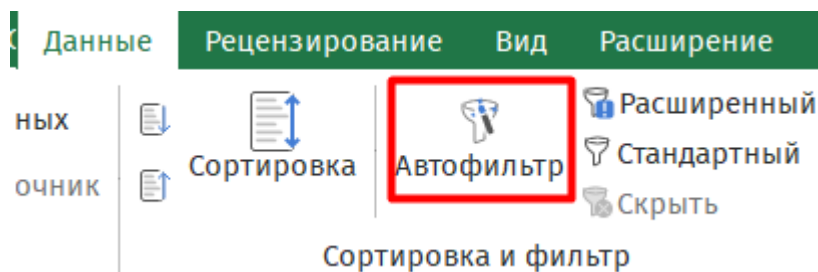 Данные Рецензирование Вид Расширение
ных
очник
Сортировка
Автофильтр
Расширенный
Стандартный
Скрыть
Сортировка и фильтр